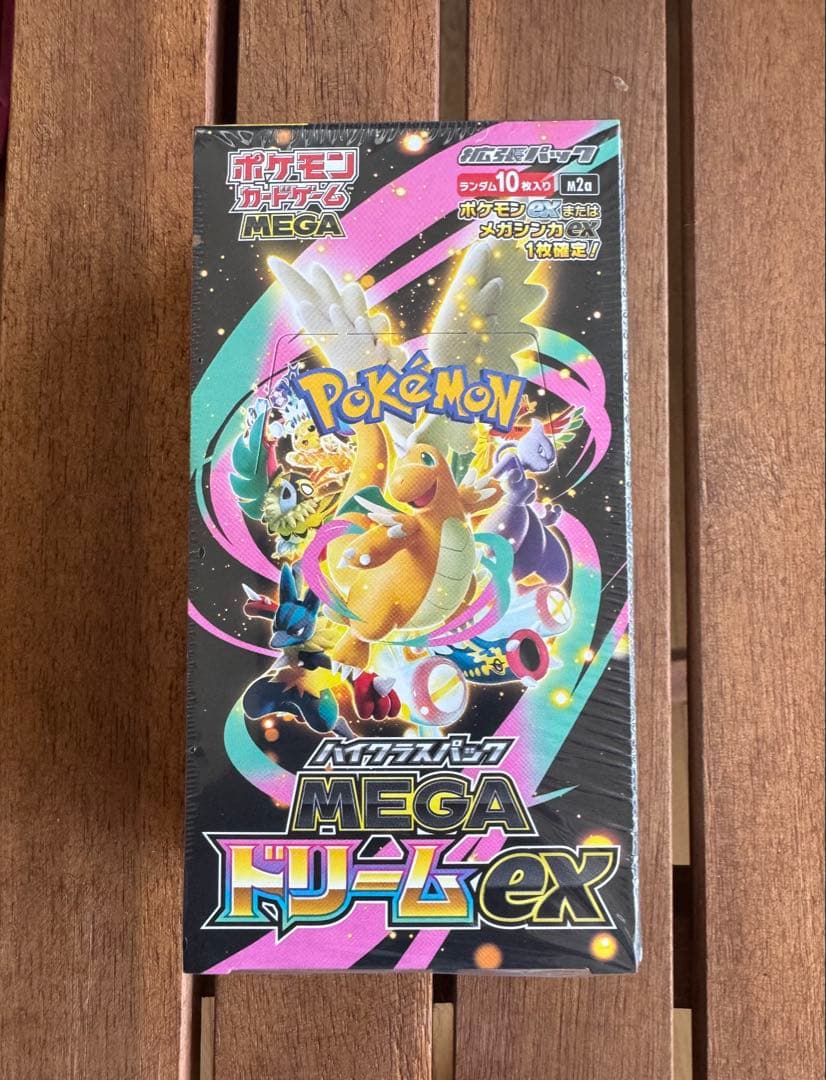 ポケモン
カードゲーム
MEGA
拡張パック
ランダム10枚入り M2a
ポケモンexまたは
メガシンカex
1枚確定!
POKÉMON
TM
ハイクラスパック
MEGA
ドリームex